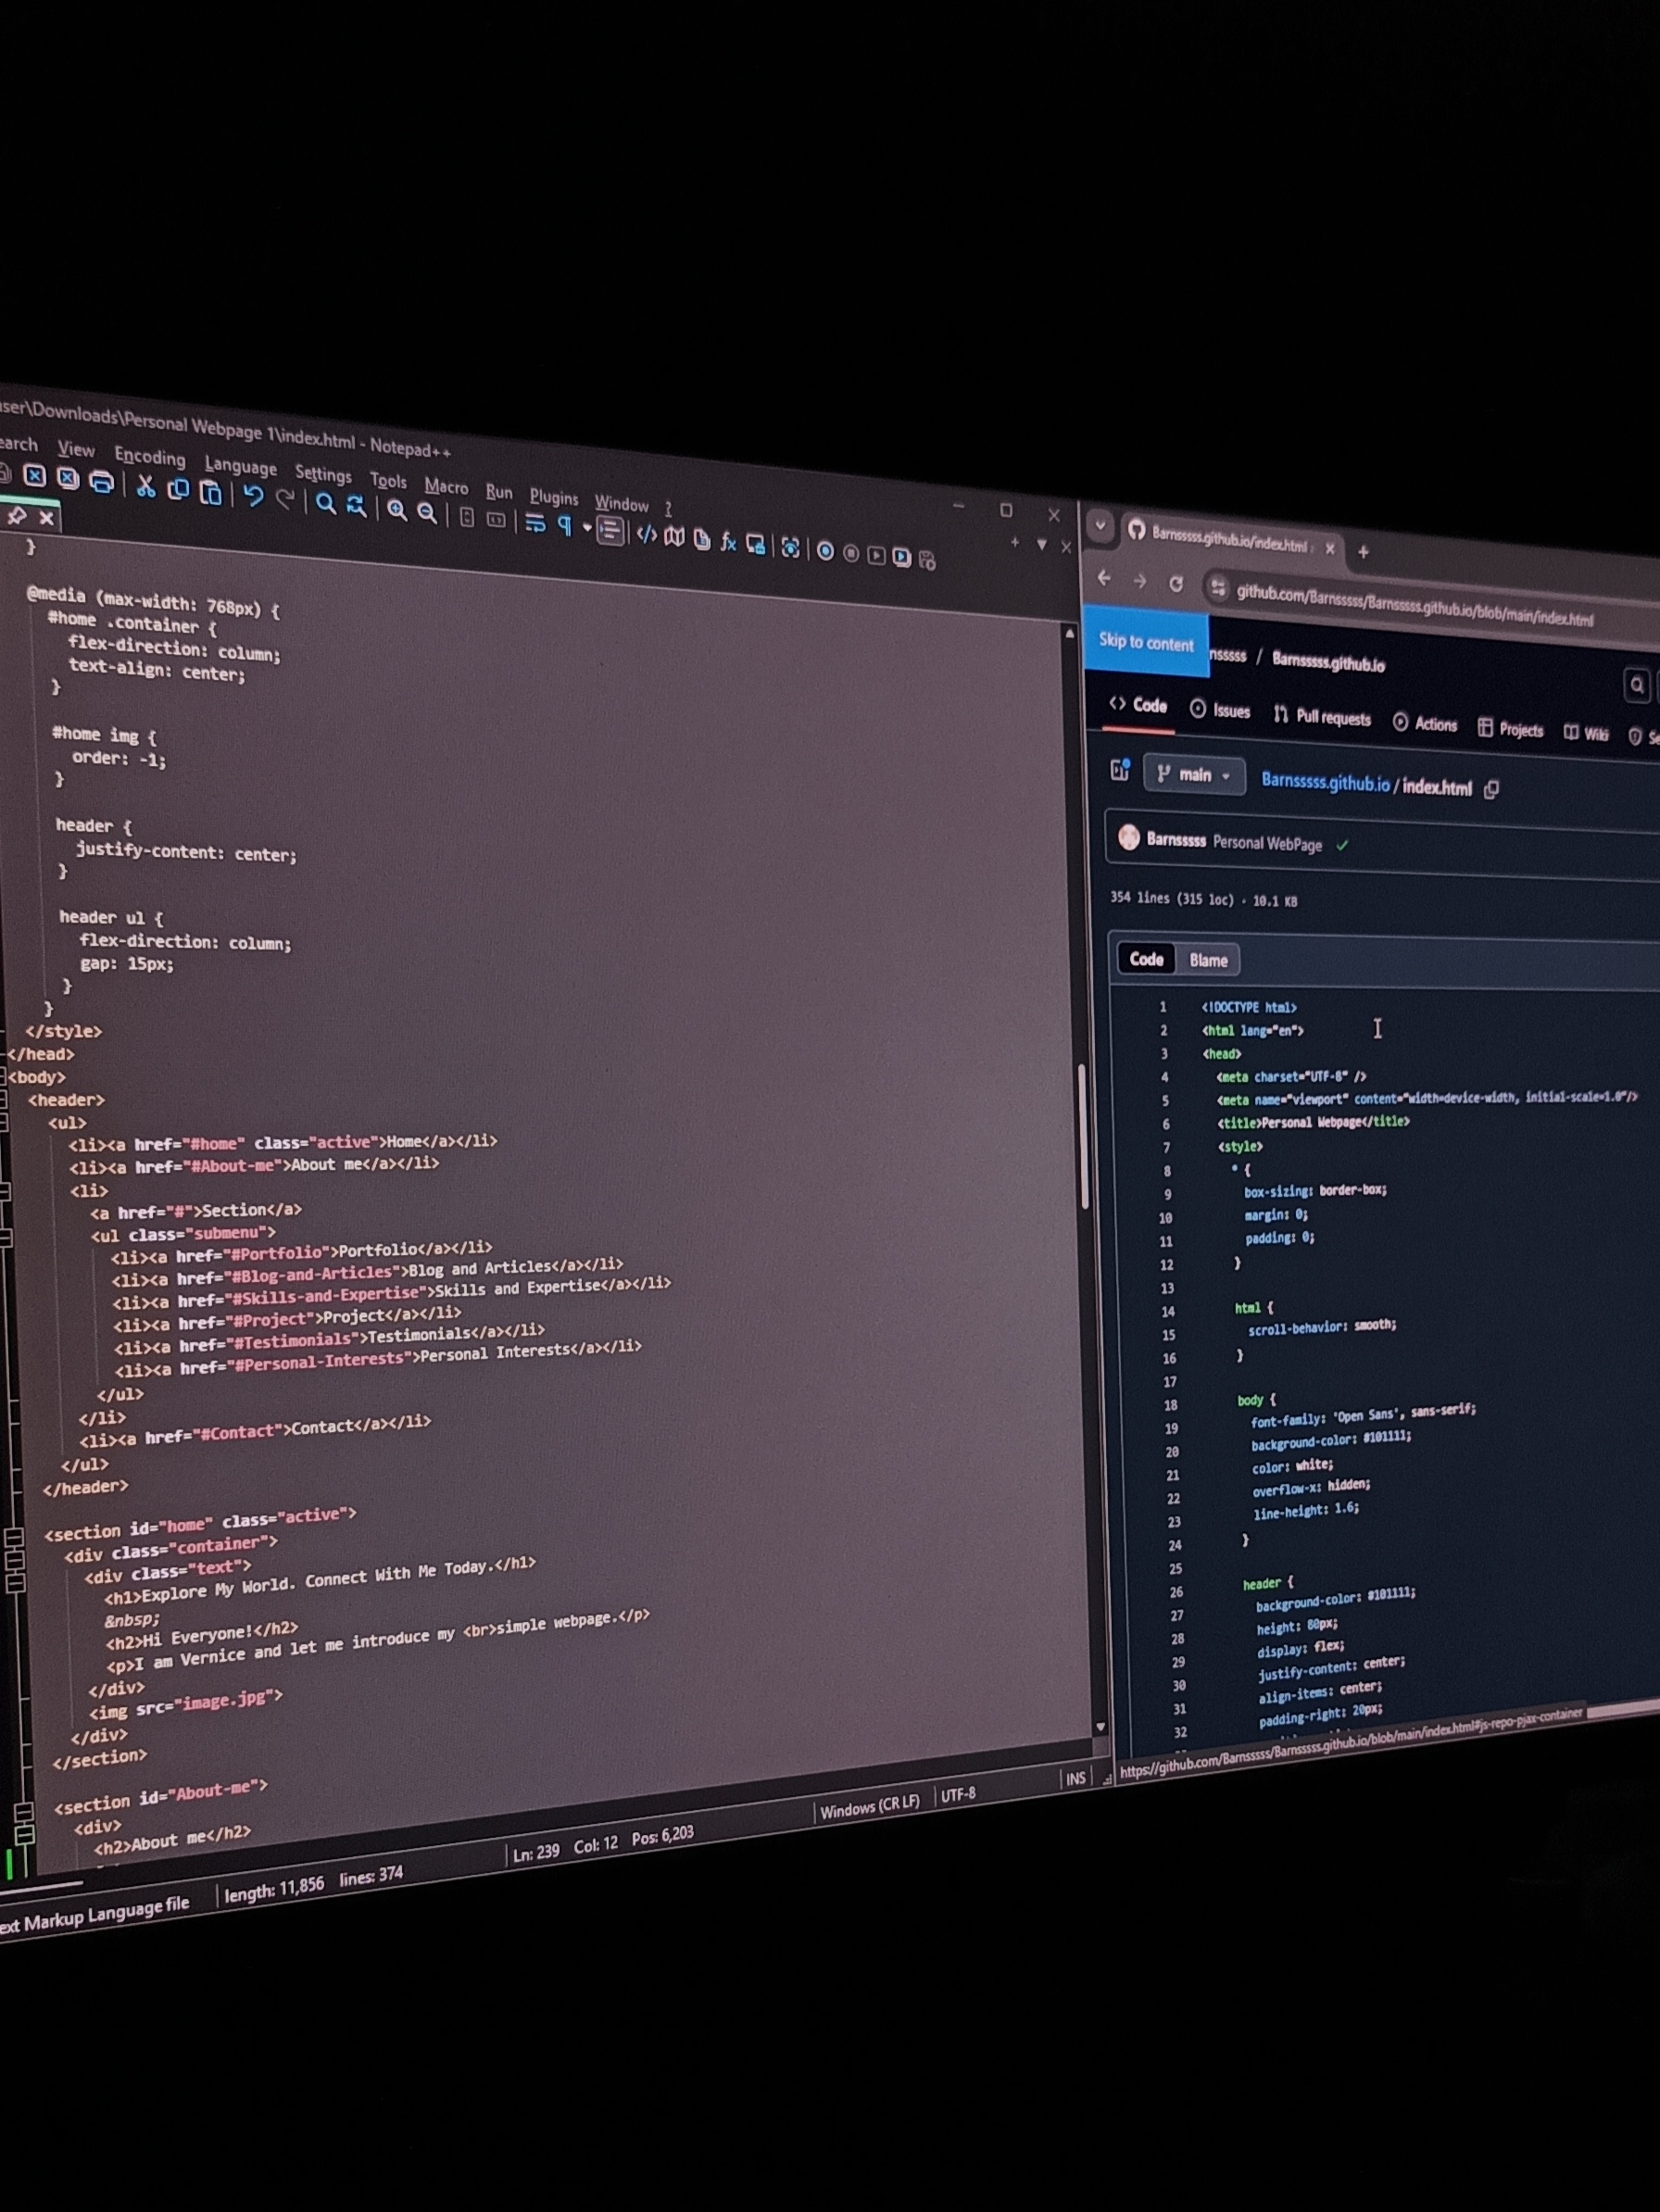 \Downloads\Personal Webpage 1\index.html - Notepad++
View Encoding Language Settings Tools Macro Run Plugins Window ?
}
@media (max-width: 768px) {
#home .container {
flex-direction: column;
text-align: center;
}
#home img {
order: -1;
}
header {
justify-content: center;
}
header ul {
flex-direction: column;
gap: 15px;
}
}
</style>
</head>
<body>
<header>
<ul>
<li><a href="#home" class="active">Home</a></li>
<li><a href="#About-me">About me</a></li>
<li>
<a href="#">Section</a>
<ul class="submenu">
<li><a href="#Portfolio">Portfolio</a></li>
<li><a href="#Blog-and-Articles">Blog and Articles</a></li>
<li><a href="#Skills-and-Expertise">Skills and Expertise</a></li>
<li><a href="#Project">Project</a></li>
<li><a href="#Testimonials">Testimonials</a></li>
<li><a href="#Personal-Interests">Personal Interests</a></li>
</ul>
</li>
<li><a href="#Contact">Contact</a></li>
</ul>
</header>
<section id="home" class="active">
<div class="container">
<div class="text">
<h1>Explore My World. Connect With Me Today.</h1>
&nbsp;
<h2>Hi Everyone!</h2>
<p>I am Vernice and let me introduce my <br>simple webpage.</p>
</div>
<img src="image.jpg">
</div>
</section>
<section id="About-me">
<div>
<h2>About me</h2>
Markup Language file length: 11,856 lines: 374 Ln: 239 Col: 12 Pos: 6,203 Windows (CR LF) UTF-8 INS
Barnsssss.github.io/index.html
github.com/Barnsssss/Barnsssss.github.io/blob/main/index.html
Skip to content
/ Barnsssss.github.io
Code Issues Pull requests Actions Projects Wiki
main Barnsssss.github.io / index.html
Barnsssss Personal WebPage
354 lines (315 loc) · 10.1 KB
Code Blame
1 <!DOCTYPE html>
2 <html lang="en">
3 <head>
4 <meta charset="UTF-8" />
5 <meta name="viewport" content="width=device-width, initial-scale=1.0"/>
6 <title>Personal Webpage</title>
7 <style>
8 * {
9 box-sizing: border-box;
10 margin: 0;
11 padding: 0;
12 }
13
14 html {
15 scroll-behavior: smooth;
16 }
17
18 body {
19 font-family: 'Open Sans', sans-serif;
20 background-color: #101111;
21 color: white;
22 overflow-x: hidden;
23 line-height: 1.6;
24 }
25
26 header {
27 background-color: #101111;
28 height: 80px;
29 display: flex;
30 justify-content: center;
31 align-items: center;
32 padding-right: 20px;
https://github.com/Barnsssss/Barnsssss.github.io/blob/main/index.html#js-repo-pjax-container